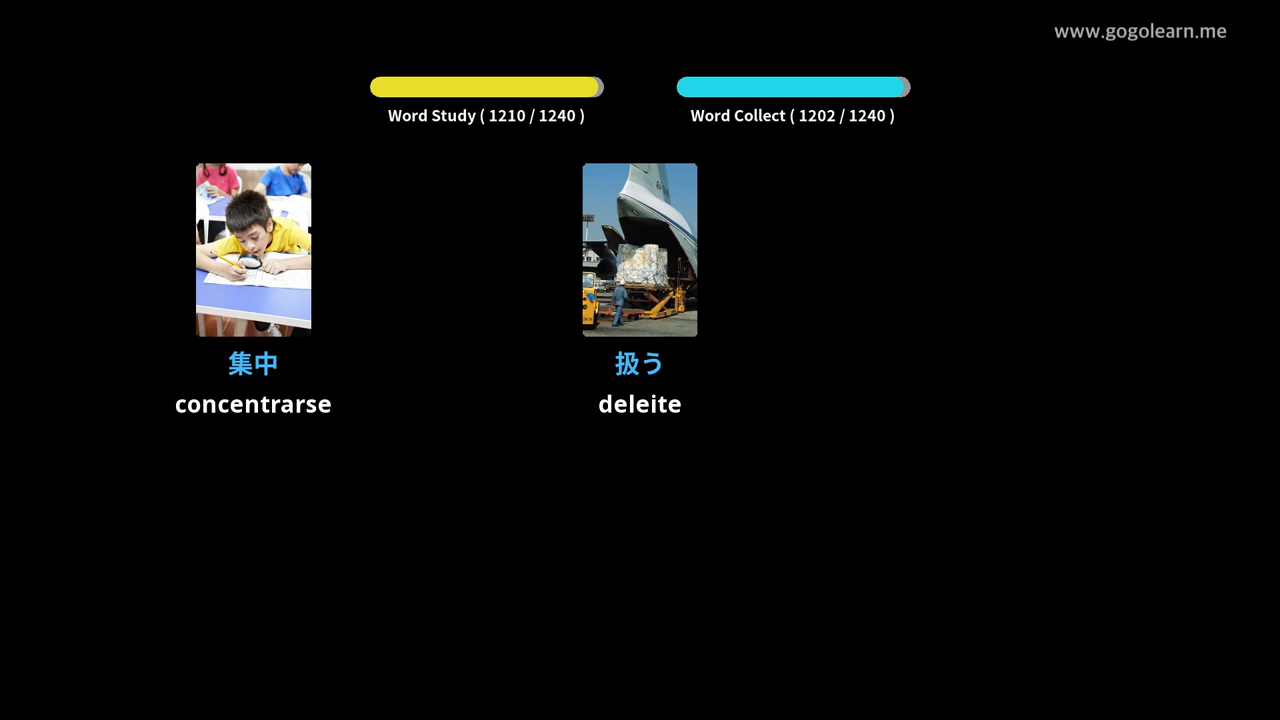 www.gogolearn.me
Word Study ( 1210 / 1240 )
Word Collect ( 1202 / 1240 )
集中
扱う
concentrarse
deleite